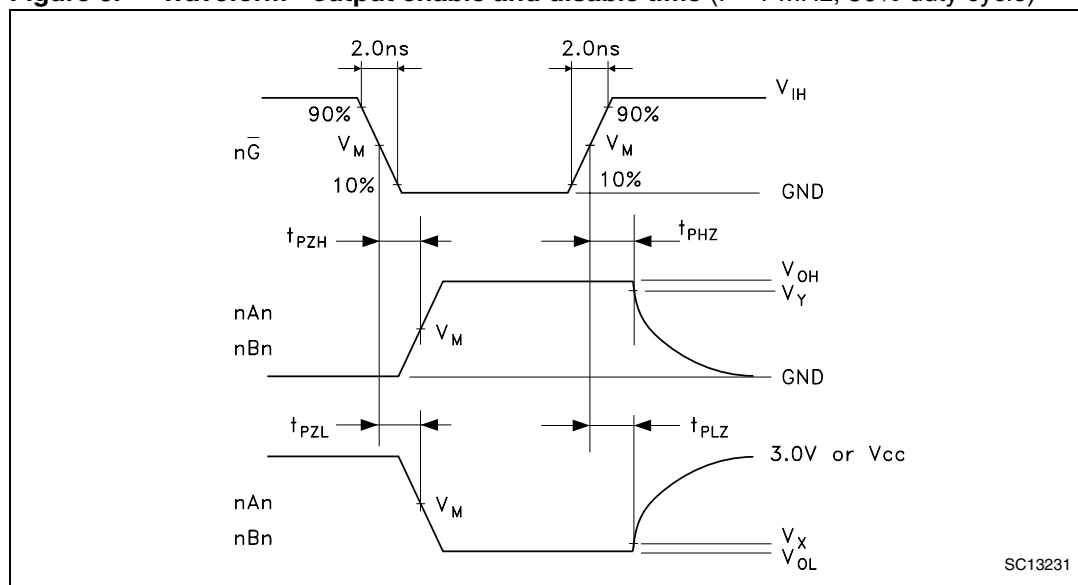 2.0ns 2.0ns
90% 90% V_IH
nG̅ V_M V_M
10% 10% GND
t_PZH t_PHZ
V_OH
V_Y
nAn
nBn V_M
GND
t_PZL t_PLZ
3.0V or Vcc
nAn V_M
nBn V_X
V_OL
SC13231